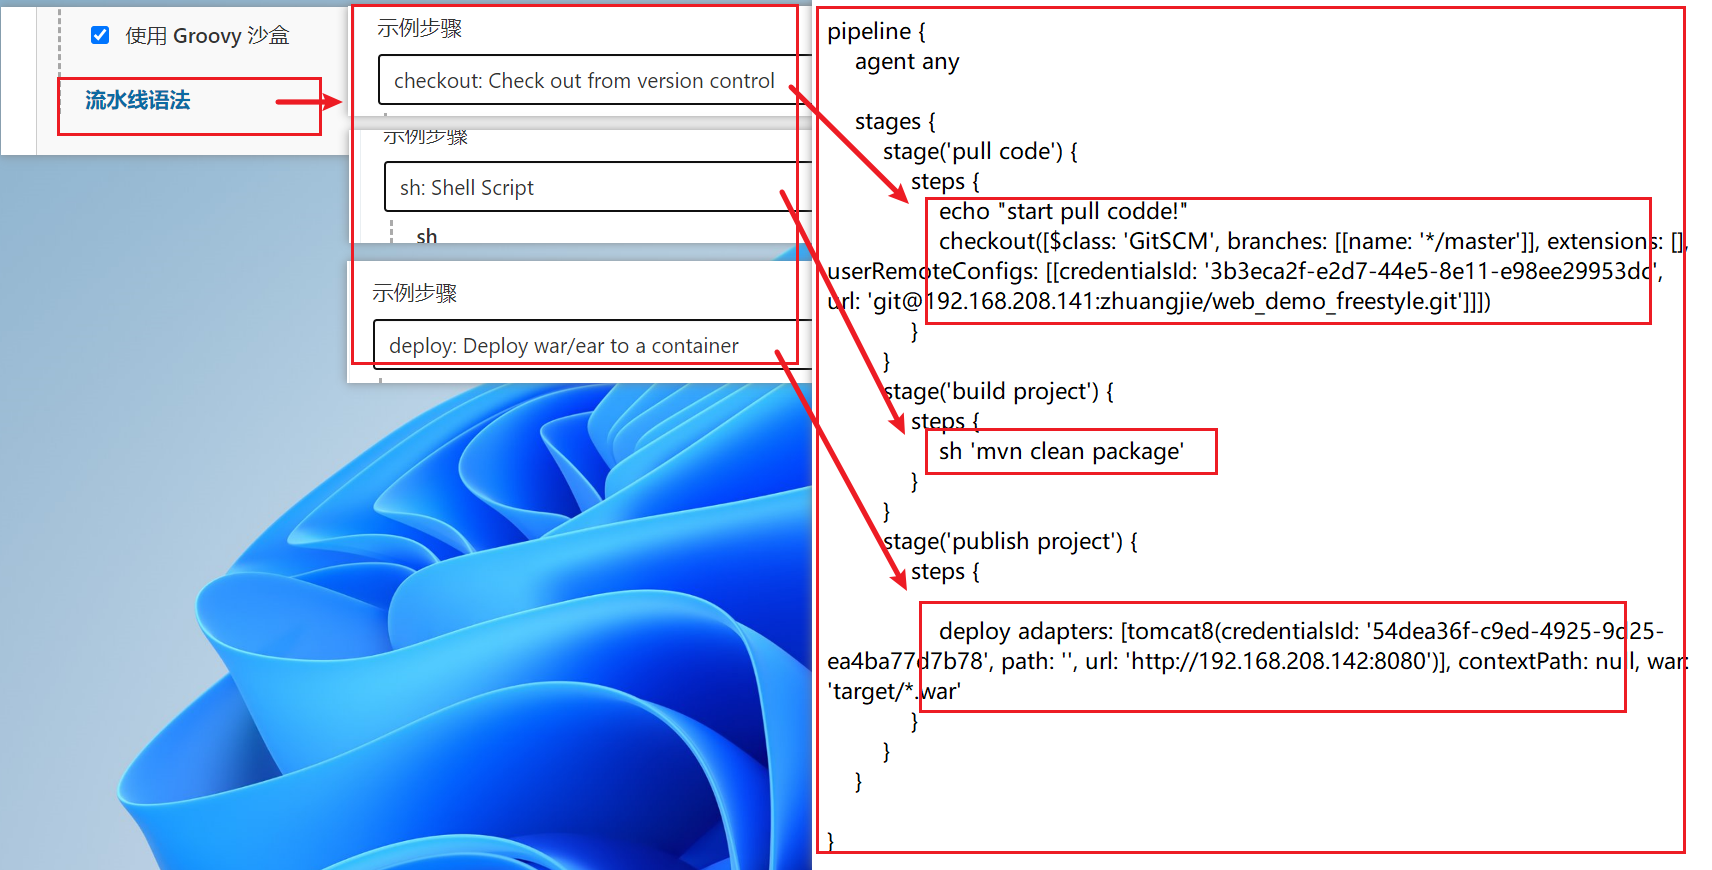 使用 Groovy 沙盒
流水线语法
示例步骤
checkout: Check out from version control
示例步骤
sh: Shell Script
sh
示例步骤
deploy: Deploy war/ear to a container
pipeline {
agent any
stages {
stage('pull code') {
steps {
echo "start pull codde!"
checkout([$class: 'GitSCM', branches: [[name: '*/master']], extensions: [],
userRemoteConfigs: [[credentialsId: '3b3eca2f-e2d7-44e5-8e11-e98ee29953dc',
url: 'git@192.168.208.141:zhuangjie/web_demo_freestyle.git']]])
}
}
stage('build project') {
steps {
sh 'mvn clean package'
}
}
stage('publish project') {
steps {
deploy adapters: [tomcat8(credentialsId: '54dea36f-c9ed-4925-9d25-
ea4ba77d7b78', path: '', url: 'http://192.168.208.142:8080')], contextPath: null, war:
'target/*.war'
}
}
}
}